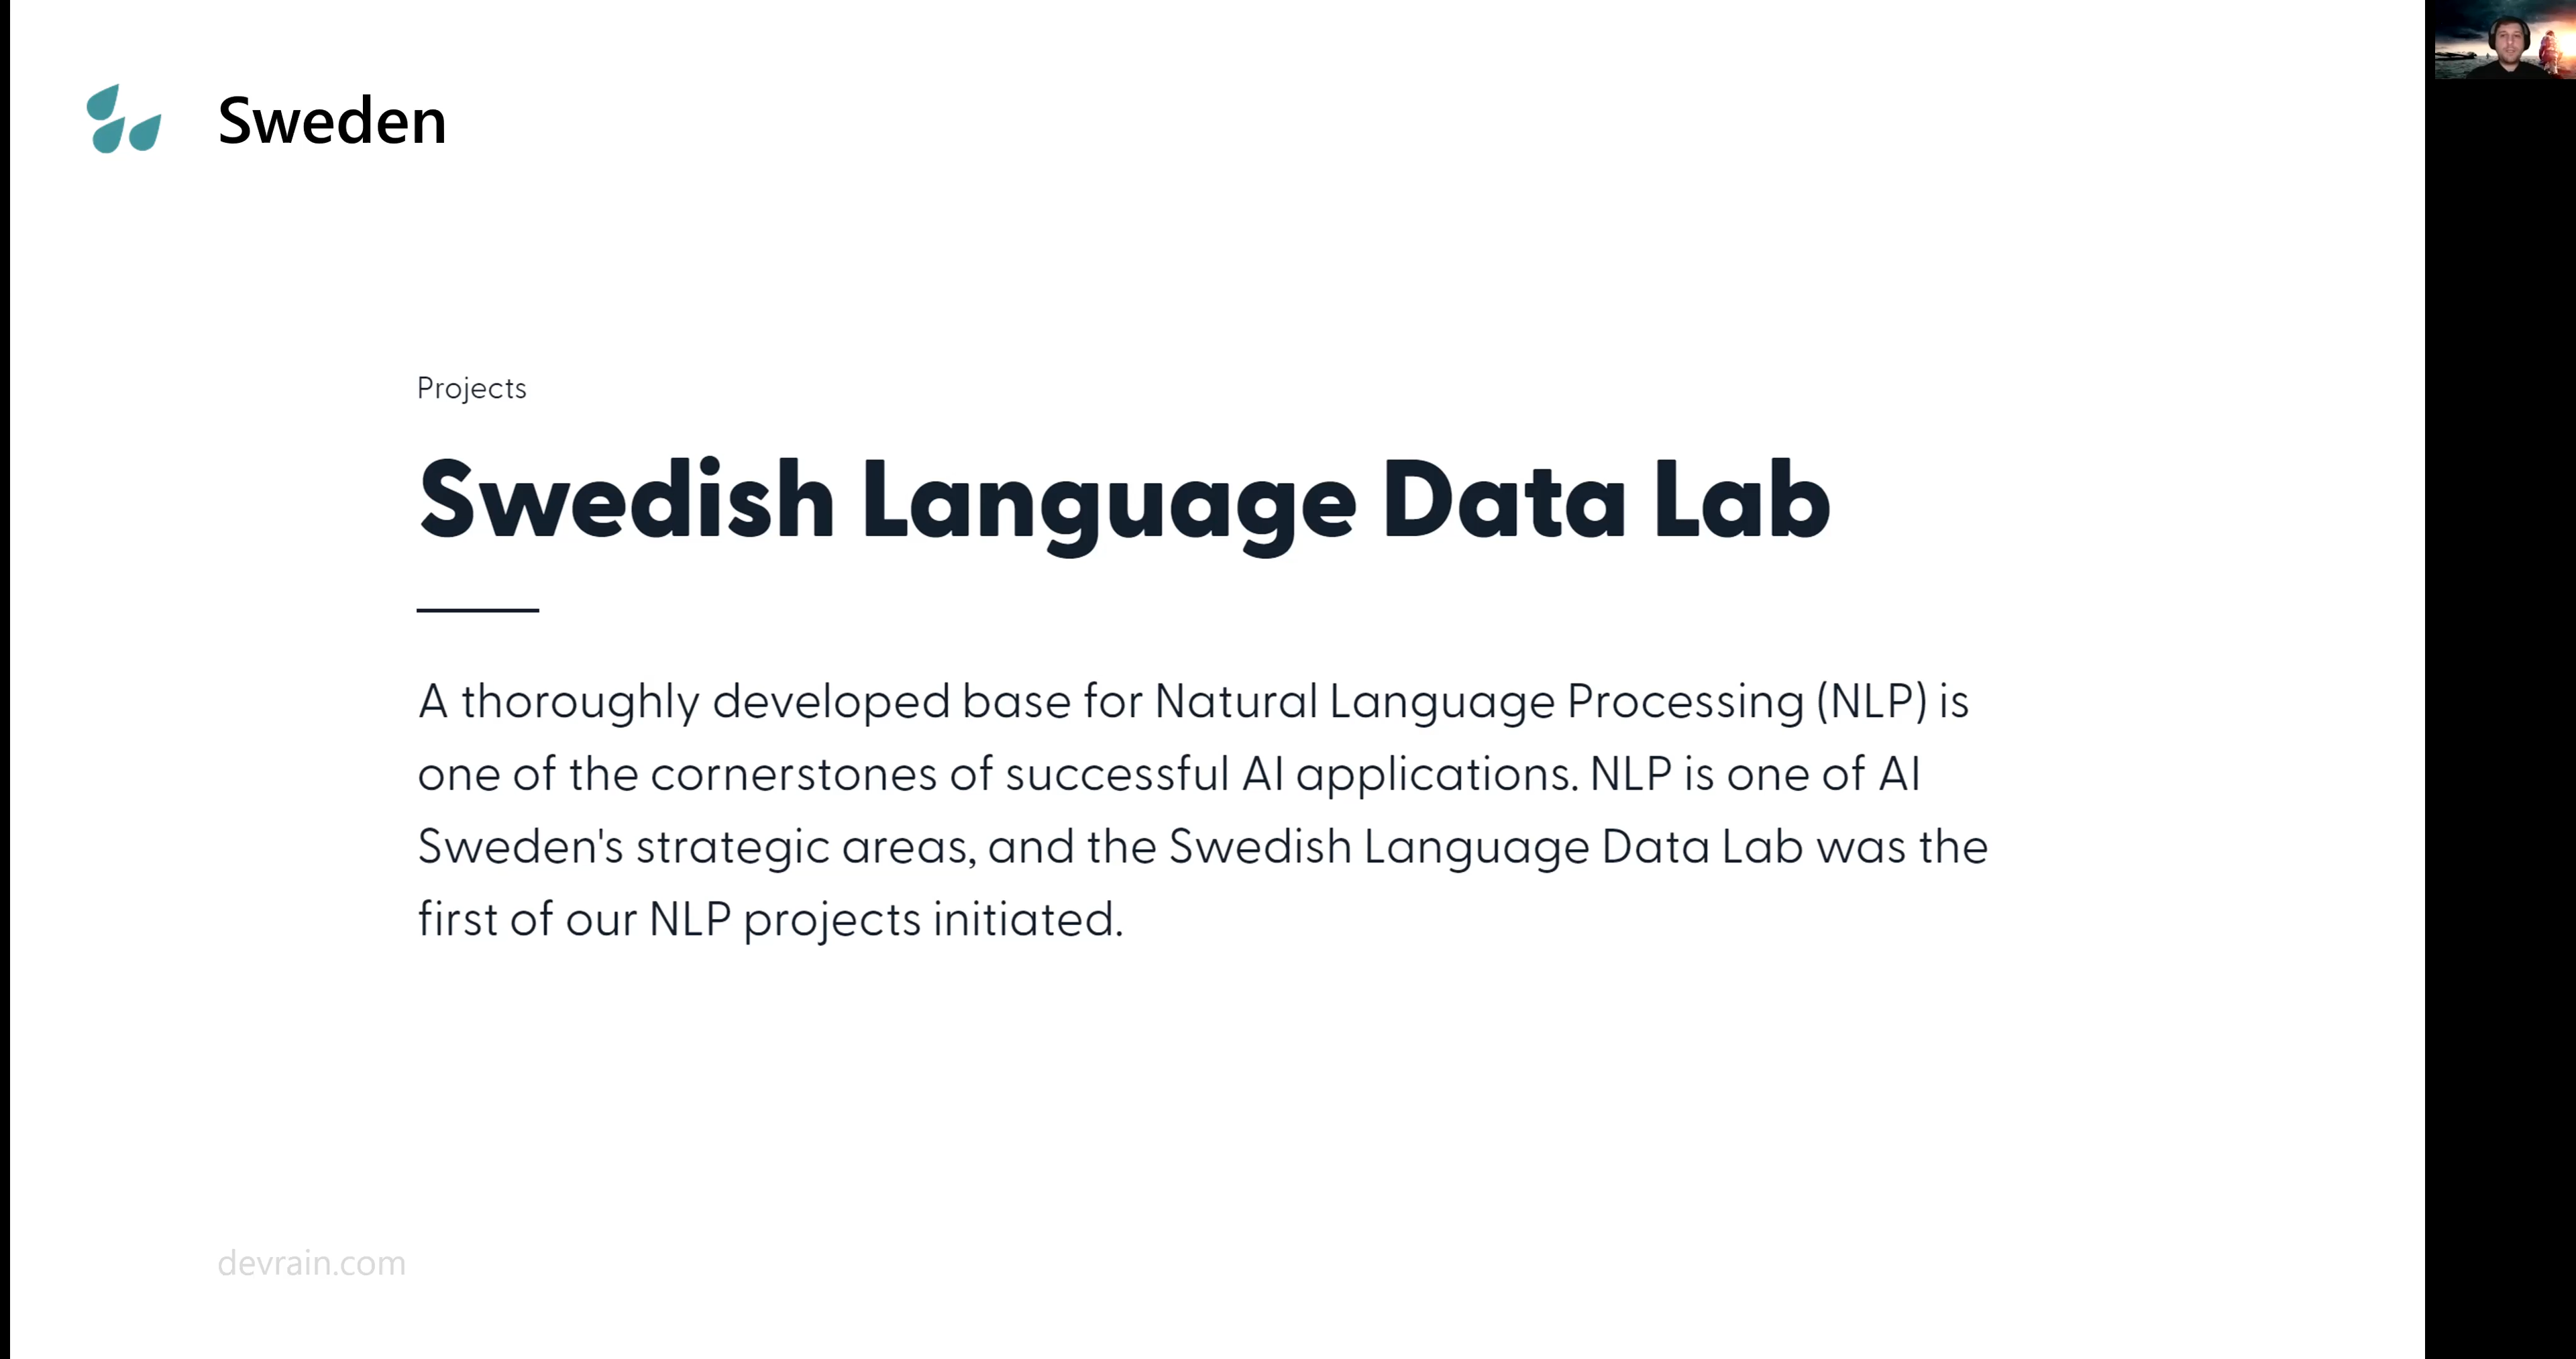 Sweden
Projects
Swedish Language Data Lab
A thoroughly developed base for Natural Language Processing (NLP) is
one of the cornerstones of successful AI applications. NLP is one of AI
Sweden's strategic areas, and the Swedish Language Data Lab was the
first of our NLP projects initiated.
devrain.com